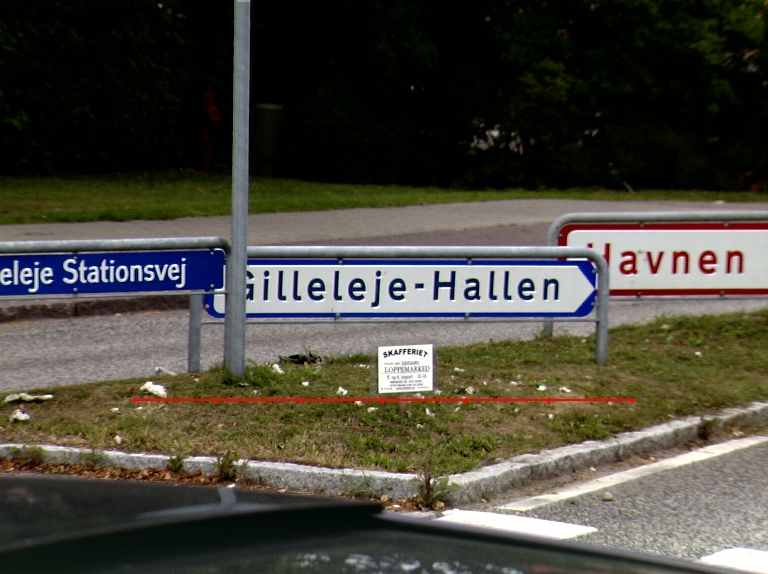 eleje Stationsvej
Gilleleje-Hallen
Havnen
SKAFFERIET
LOPPEMARKED